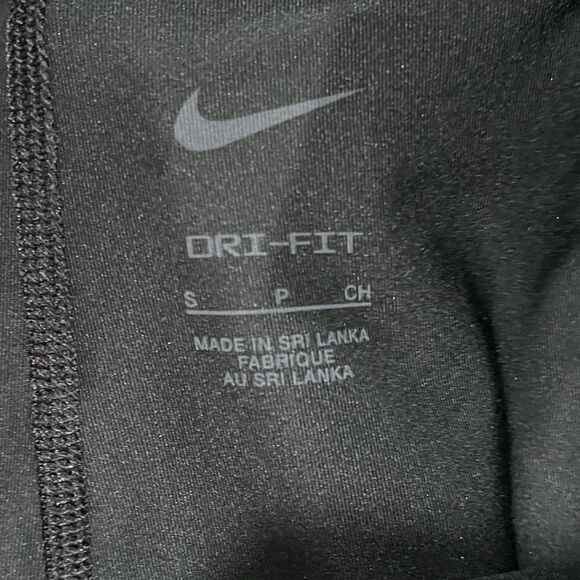 DRI-FIT
S P CH
MADE IN SRI LANKA
FABRIQUE
AU SRI LANKA